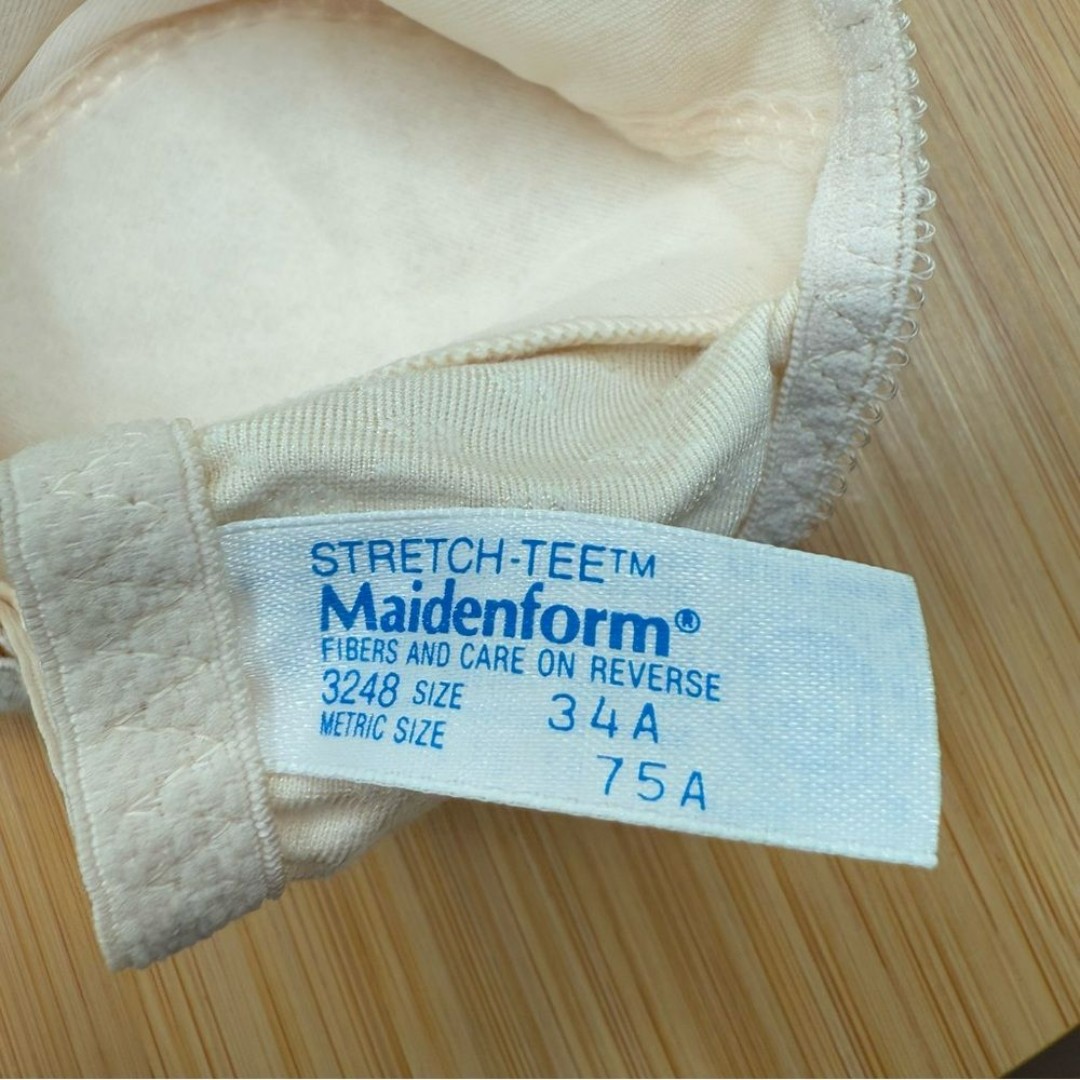 STRETCH-TEE™
Maidenform®
FIBERS AND CARE ON REVERSE
3248 SIZE 34A
METRIC SIZE 75A